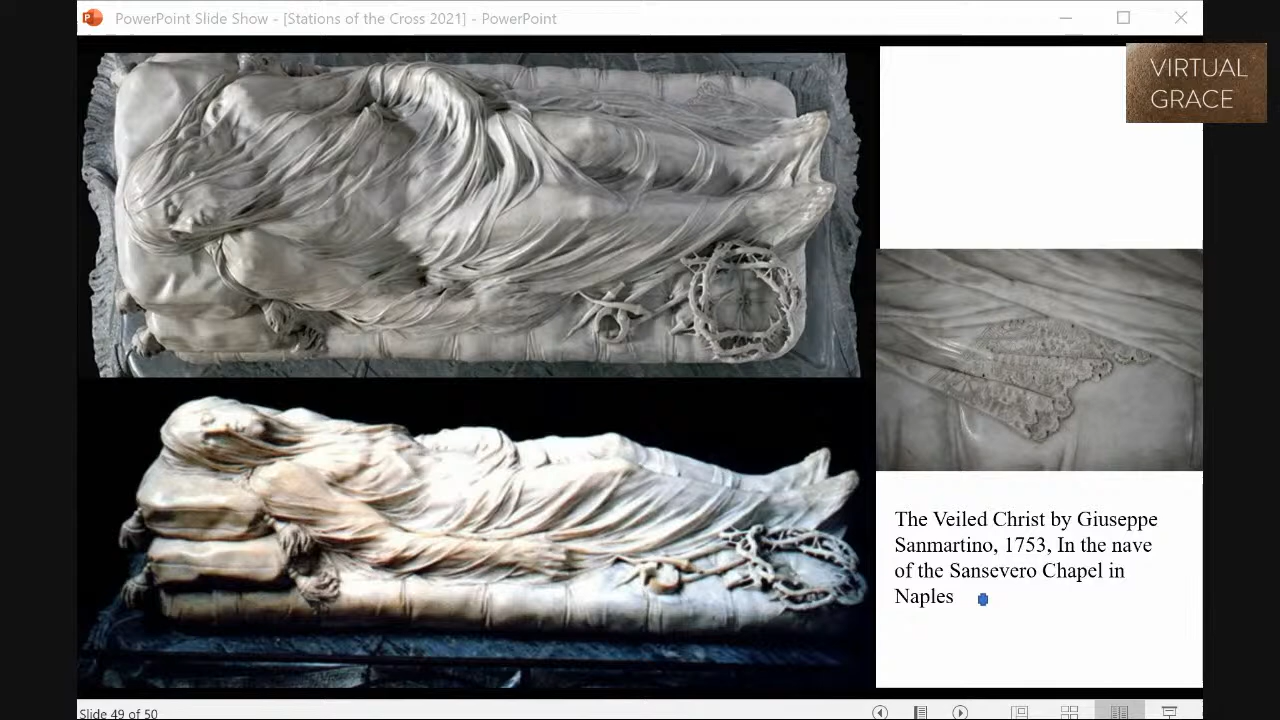 PowerPoint Slide Show - [Stations of the Cross 2021] - PowerPoint
VIRTUAL
GRACE
The Veiled Christ by Giuseppe
Sanmartino, 1753, In the nave
of the Sansevero Chapel in
Naples
Slide 49 of 50